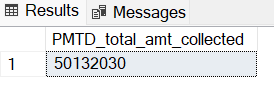 Results Messages
PMTD_total_amt_collected
1 50132030